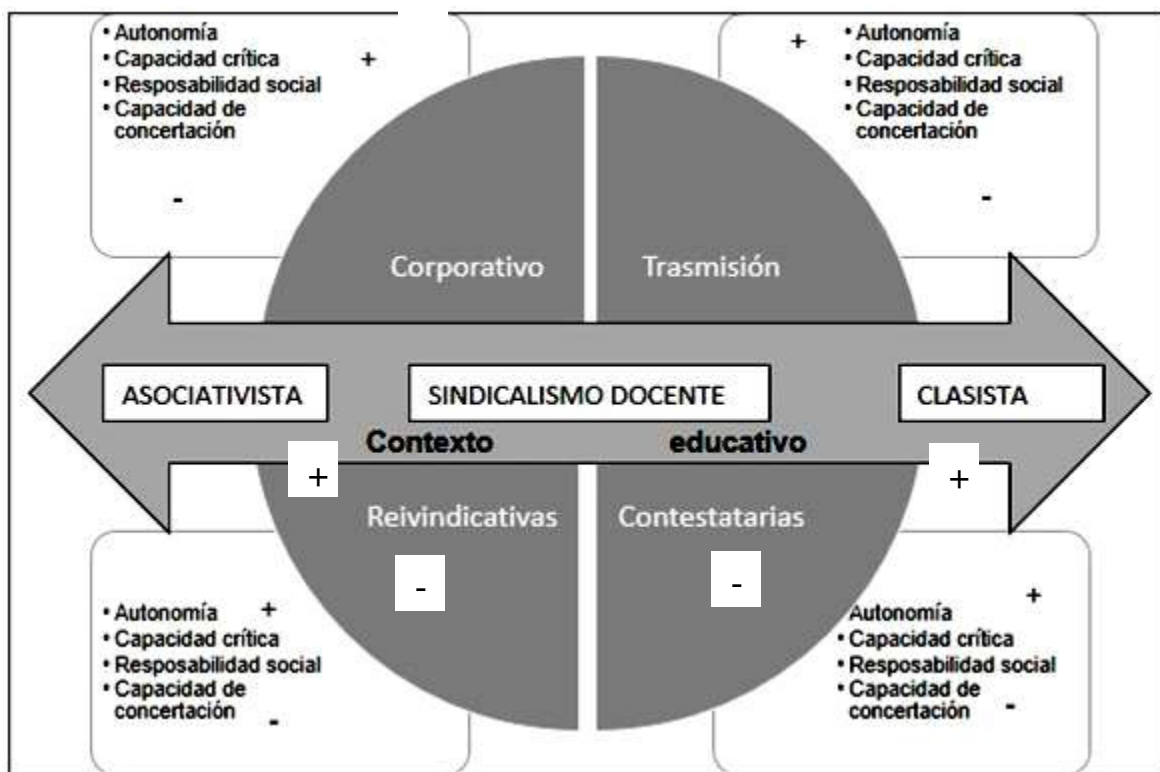 • Autonomía
• Capacidad crítica +
• Responsabilidad social
• Capacidad de
concertación
-
+ • Autonomía
• Capacidad crítica
• Responsabilidad social
• Capacidad de
concertación
-
Corporativo
Trasmisión
ASOCIATIVISTA
SINDICALISMO DOCENTE
CLASISTA
Contexto educativo
+
+
Reivindicativas
Contestatarias
-
-
• Autonomía +
• Capacidad crítica
• Resposabilidad social
• Capacidad de
concertación -
Autonomía +
• Capacidad crítica
• Resposabilidad social
• Capacidad de
concertación -